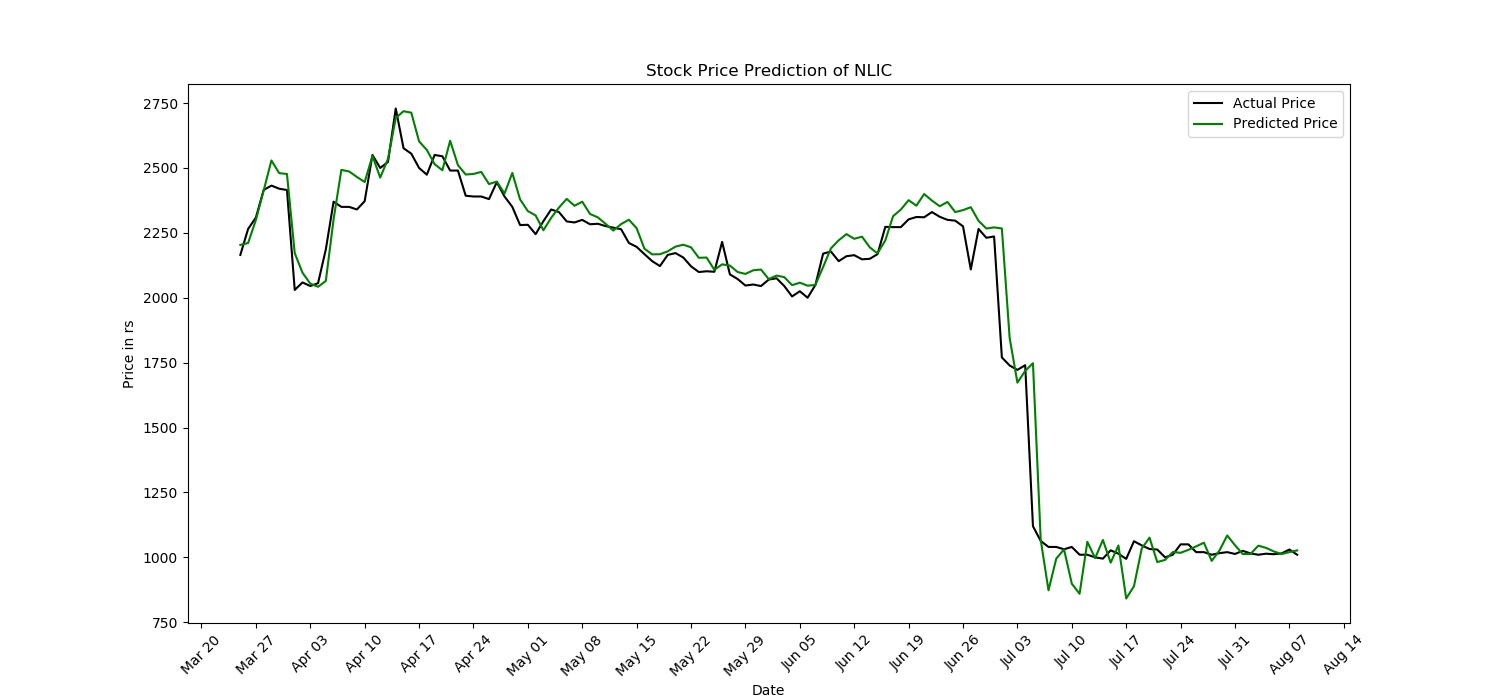 Stock Price Prediction of NLIC
Actual Price
Predicted Price
Price in rs
2750
2500
2250
2000
1750
1500
1250
1000
750
Mar 20
Mar 27
Apr 03
Apr 10
Apr 17
Apr 24
May 01
May 08
May 15
May 22
May 29
Jun 05
Jun 12
Jun 19
Jun 26
Jul 03
Jul 10
Jul 17
Jul 24
Jul 31
Aug 07
Aug 14
Date